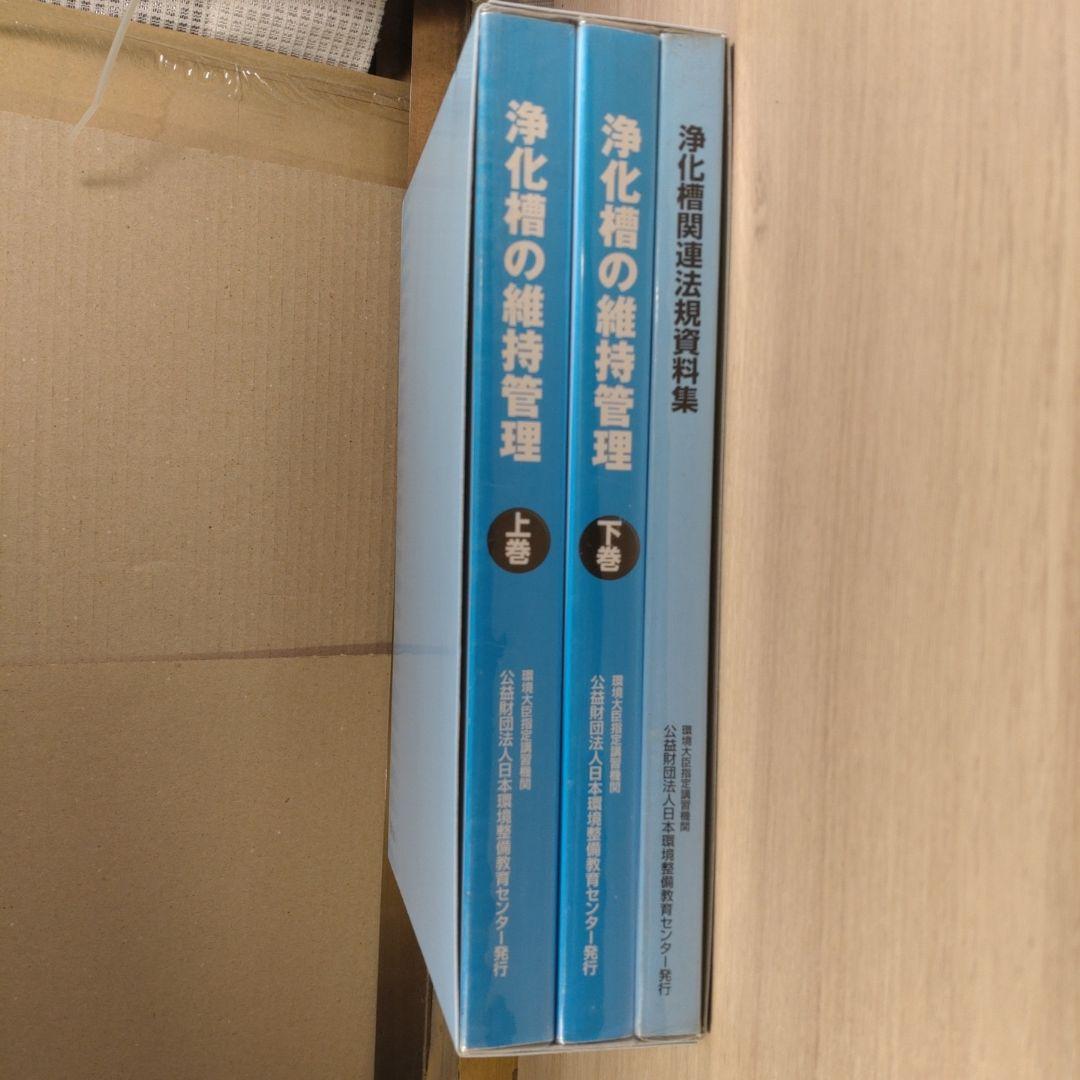 浄化槽の維持管理
上巻
環境大臣指定講習機関
公益財団法人日本環境整備教育センター発行
浄化槽の維持管理
下巻
環境大臣指定講習機関
公益財団法人日本環境整備教育センター発行
浄化槽関連法規資料集
環境大臣指定講習機関
公益財団法人日本環境整備教育センター発行